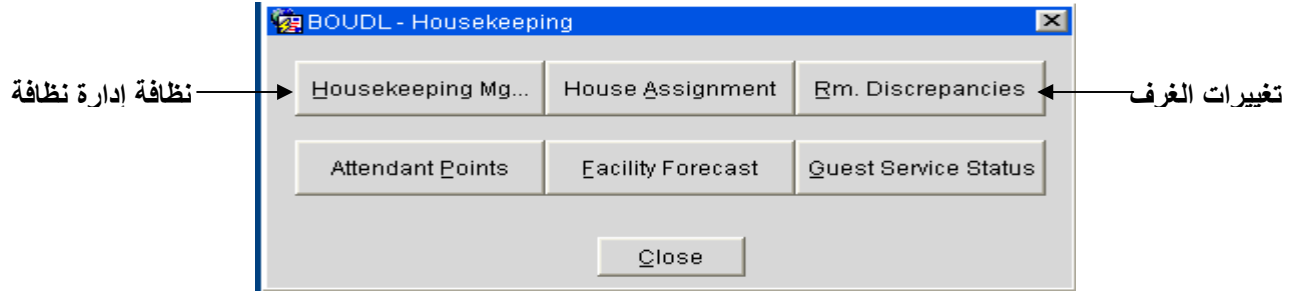 BOUDL - Housekeeping
نظافة إدارة نظافة
Housekeeping Mg... House Assignment Rm. Discrepancies
تغييرات الغرف
Attendant Points Facility Forecast Guest Service Status
Close